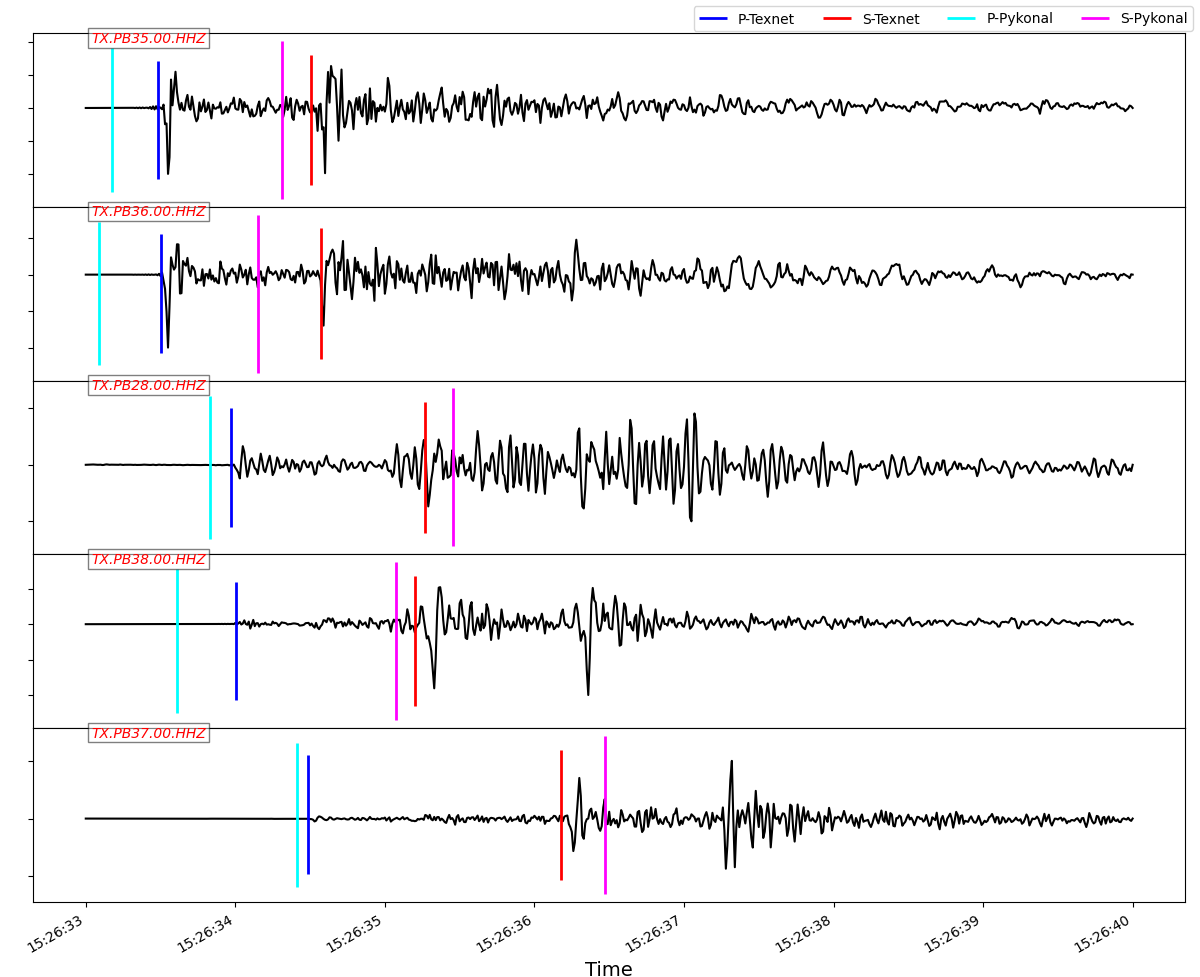 P-Texnet S-Texnet P-Pykonal S-Pykonal
TX.PB35.00.HHZ
TX.PB36.00.HHZ
TX.PB28.00.HHZ
TX.PB38.00.HHZ
TX.PB37.00.HHZ
15:26:33 15:26:34 15:26:35 15:26:36 15:26:37 15:26:38 15:26:39 15:26:40
Time